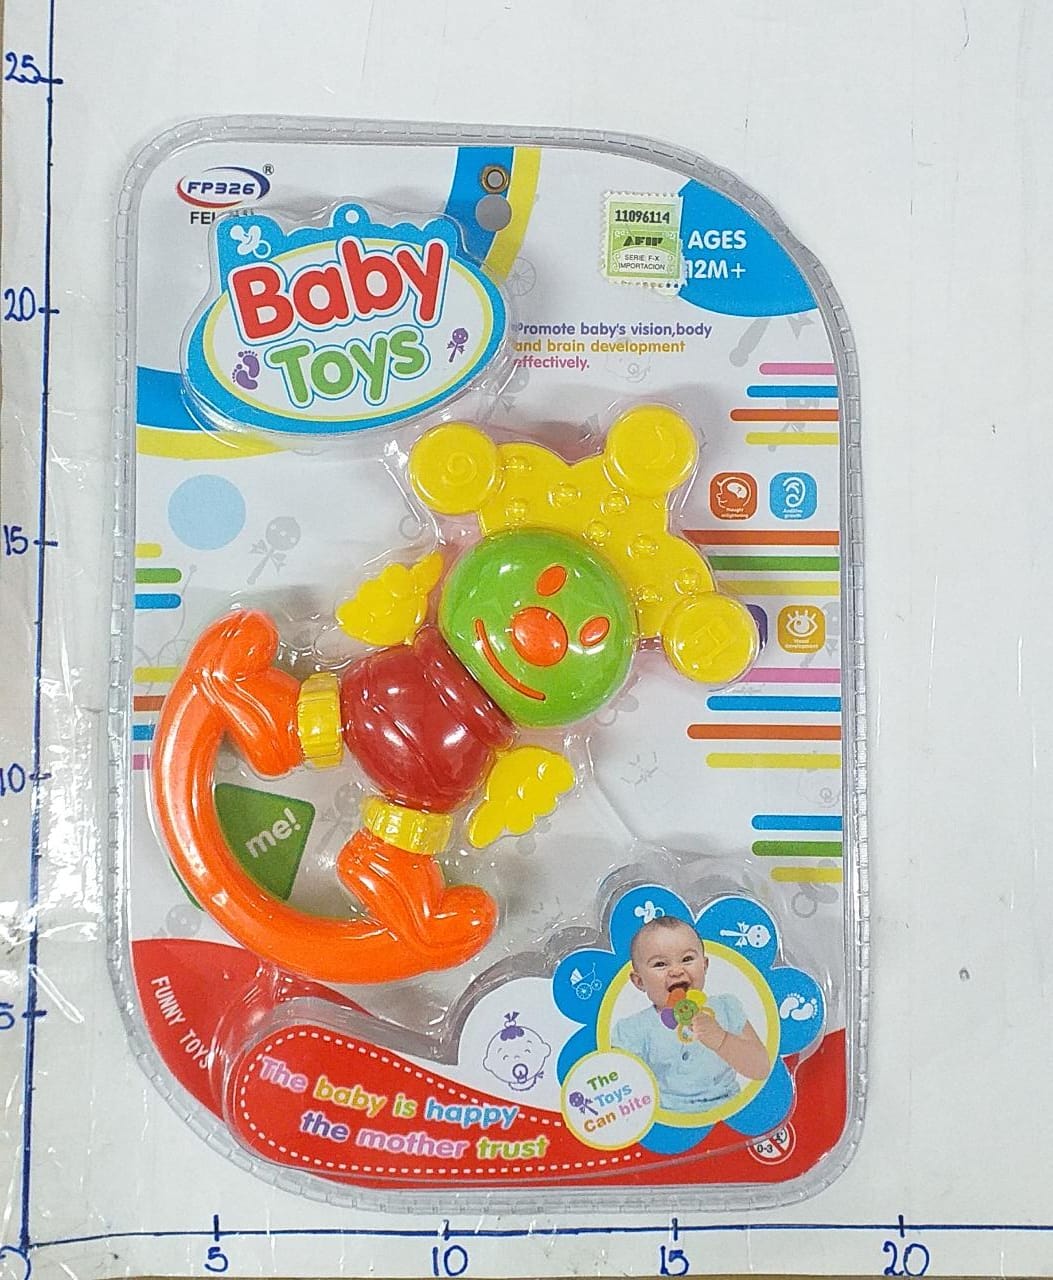 25
20
15
10
5
0
5
10
15
20
FP326®
Baby
Toys
11096114
AFIP
SERIE: F-X
IMPORTACION
AGES
12M+
Promote baby's vision,body
and brain development
effectively.
me!
FUNNY TOYS
The baby is happy
the mother trust
The
Toys
Can bite
0-3